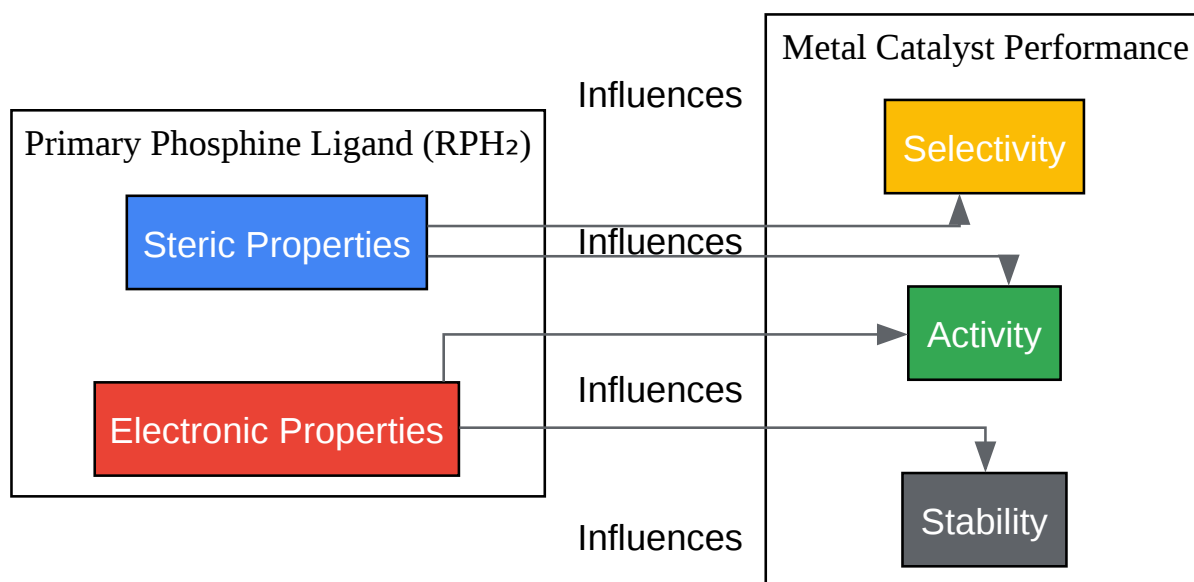 Primary Phosphine Ligand (RPH₂)
Steric Properties
Electronic Properties
Influences
Influences
Influences
Influences
Metal Catalyst Performance
Selectivity
Activity
Stability